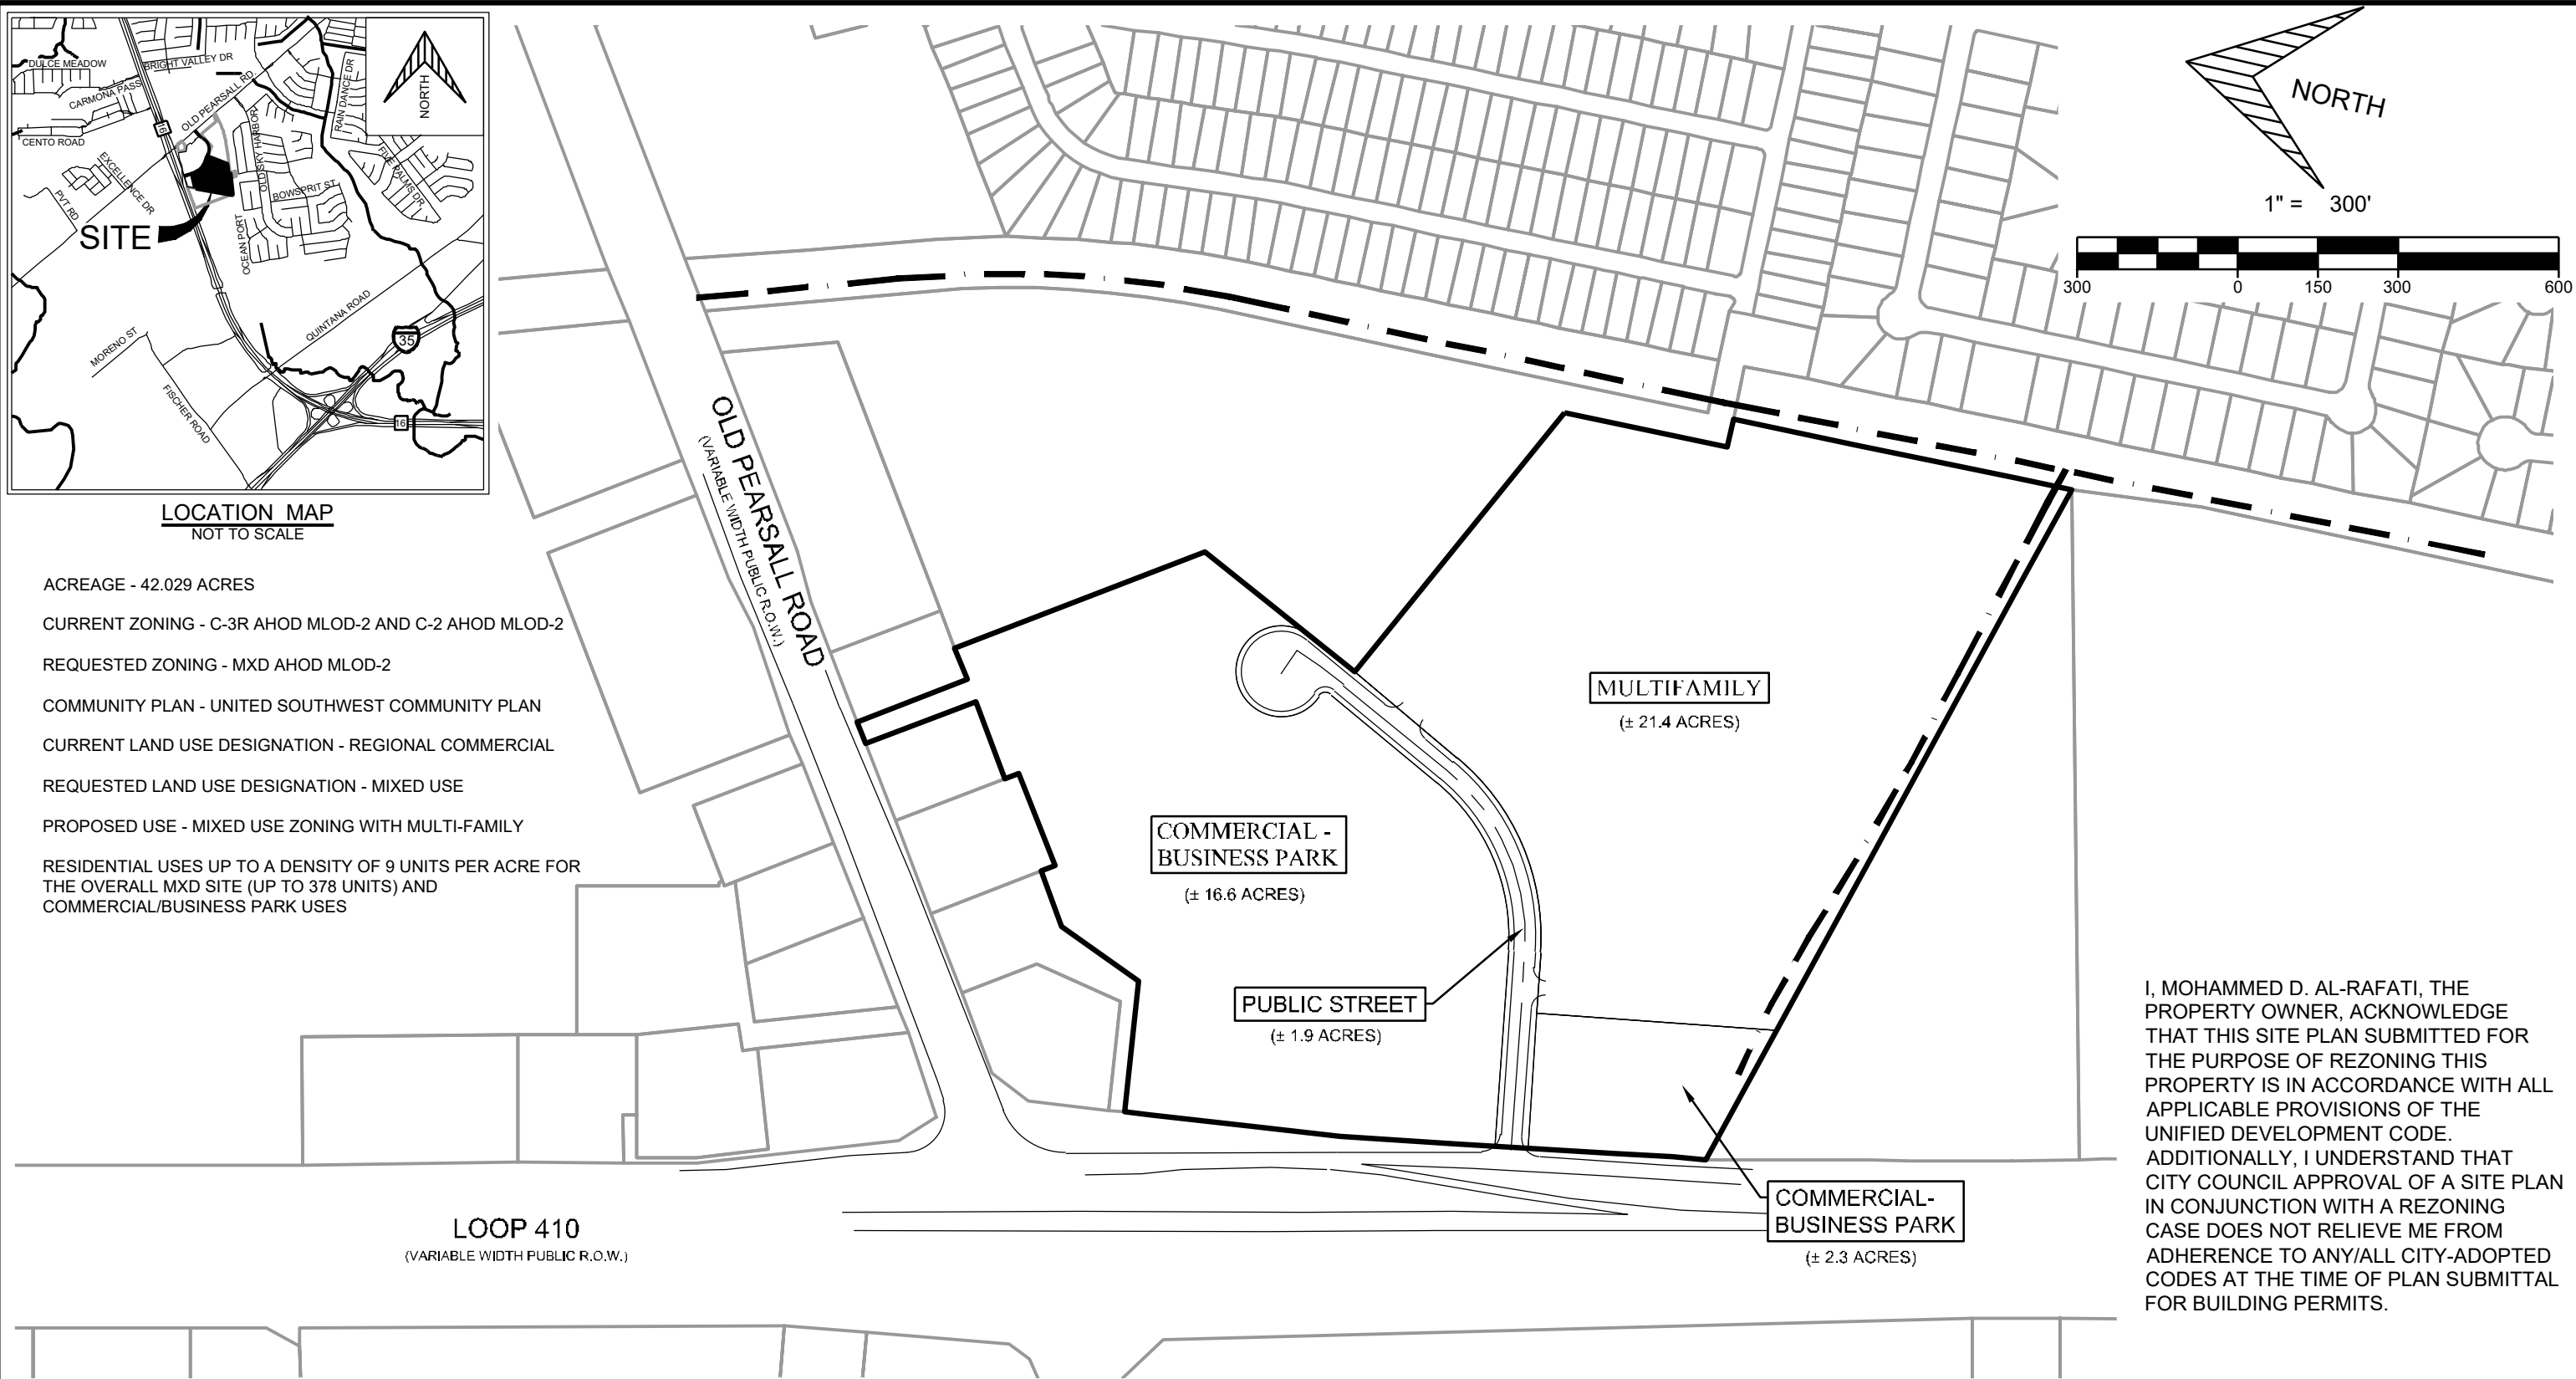 DULCE MEADOW
BRIGHT VALLEY DR
CARMONA PASS
OLD PEARSALL RD.
RAIN DANCE DR
NORTH
16
CENTO ROAD
OLD SKY HARBOR
FIVE PALMS DR.
EXCELLENCE DR
PVT RD
BOWSPRIT ST.
SITE
OCEAN PORT
QUINTANA ROAD
35
MORENO ST
FISCHER ROAD
16
LOCATION MAP
NOT TO SCALE
ACREAGE - 42.029 ACRES
CURRENT ZONING - C-3R AHOD MLOD-2 AND C-2 AHOD MLOD-2
REQUESTED ZONING - MXD AHOD MLOD-2
COMMUNITY PLAN - UNITED SOUTHWEST COMMUNITY PLAN
CURRENT LAND USE DESIGNATION - REGIONAL COMMERCIAL
REQUESTED LAND USE DESIGNATION - MIXED USE
PROPOSED USE - MIXED USE ZONING WITH MULTI-FAMILY
RESIDENTIAL USES UP TO A DENSITY OF 9 UNITS PER ACRE FOR
THE OVERALL MXD SITE (UP TO 378 UNITS) AND
COMMERCIAL/BUSINESS PARK USES
OLD PEARSALL ROAD
(VARIABLE WIDTH PUBLIC R.O.W.)
NORTH
1" = 300'
300 0 150 300 600
MULTIFAMILY
(± 21.4 ACRES)
COMMERCIAL -
BUSINESS PARK
(± 16.6 ACRES)
PUBLIC STREET
(± 1.9 ACRES)
COMMERCIAL-
BUSINESS PARK
(± 2.3 ACRES)
LOOP 410
(VARIABLE WIDTH PUBLIC R.O.W.)
I, MOHAMMED D. AL-RAFATI, THE
PROPERTY OWNER, ACKNOWLEDGE
THAT THIS SITE PLAN SUBMITTED FOR
THE PURPOSE OF REZONING THIS
PROPERTY IS IN ACCORDANCE WITH ALL
APPLICABLE PROVISIONS OF THE
UNIFIED DEVELOPMENT CODE.
ADDITIONALLY, I UNDERSTAND THAT
CITY COUNCIL APPROVAL OF A SITE PLAN
IN CONJUNCTION WITH A REZONING
CASE DOES NOT RELIEVE ME FROM
ADHERENCE TO ANY/ALL CITY-ADOPTED
CODES AT THE TIME OF PLAN SUBMITTAL
FOR BUILDING PERMITS.